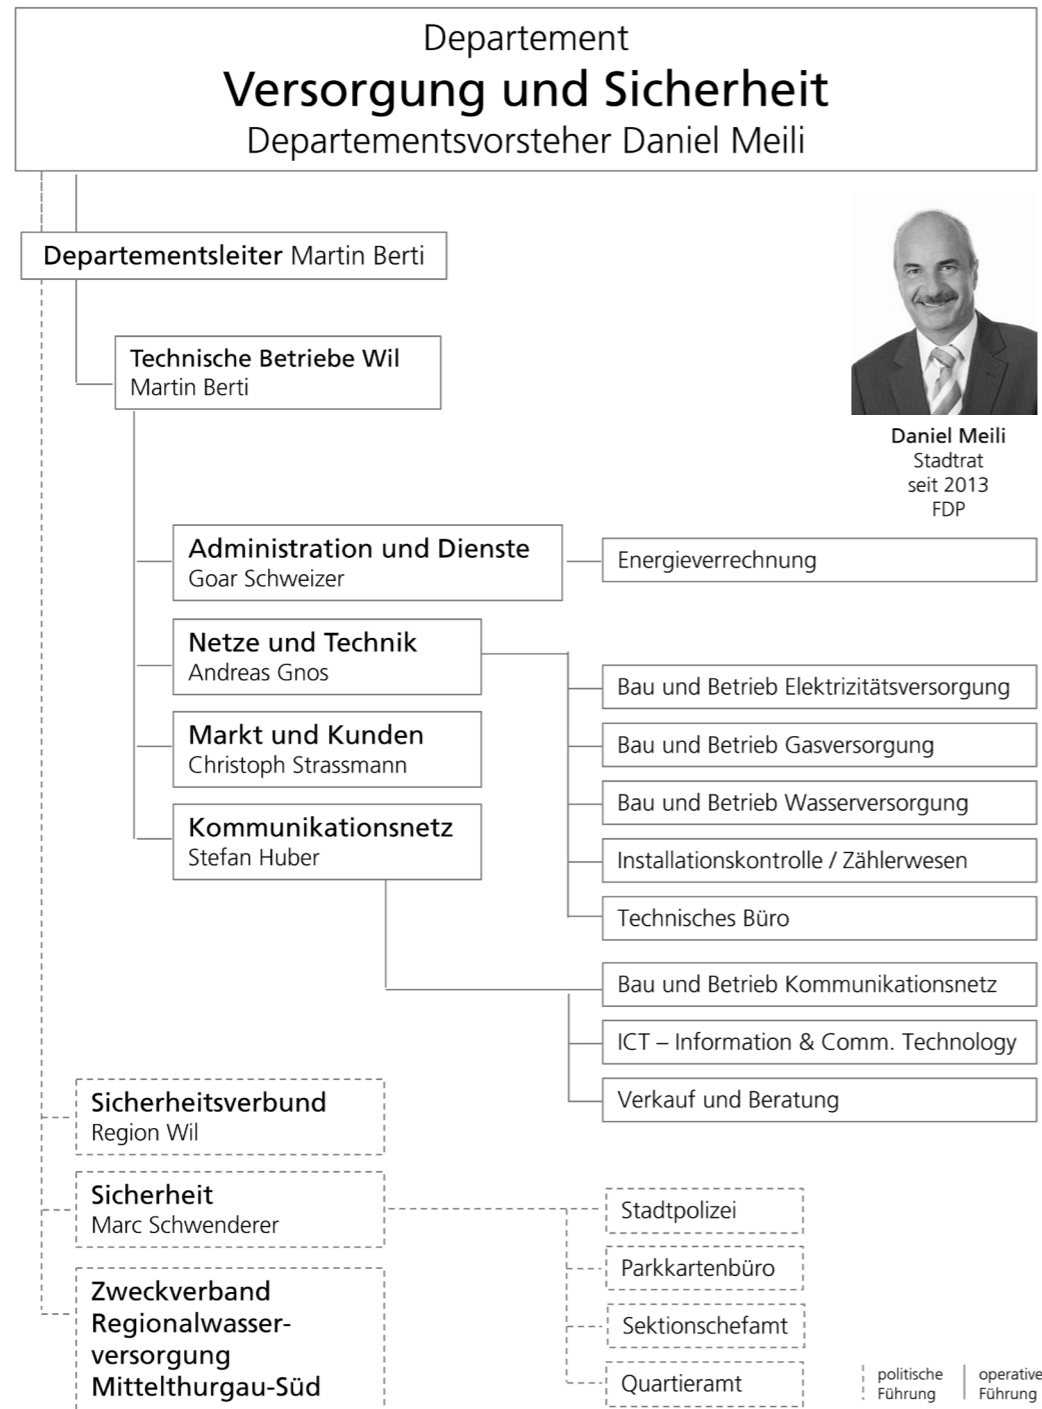 Departement
Versorgung und Sicherheit
Departementsvorsteher Daniel Meili
Departementsleiter Martin Berti
Technische Betriebe Wil
Martin Berti
Daniel Meili
Stadtrat
seit 2013
FDP
Administration und Dienste
Goar Schweizer
Energieverrechnung
Netze und Technik
Andreas Gnos
Bau und Betrieb Elektrizitätsversorgung
Markt und Kunden
Christoph Strassmann
Bau und Betrieb Gasversorgung
Bau und Betrieb Wasserversorgung
Kommunikationsnetz
Stefan Huber
Installationskontrolle / Zählerwesen
Technisches Büro
Bau und Betrieb Kommunikationsnetz
ICT – Information & Comm. Technology
Verkauf und Beratung
Sicherheitsverbund
Region Wil
Sicherheit
Marc Schwenderer
Stadtpolizei
Parkkartenbüro
Sektionschefamt
Quartieramt
Zweckverband
Regionalwasser-
versorgung
Mittelthurgau-Süd
politische
Führung
operative
Führung